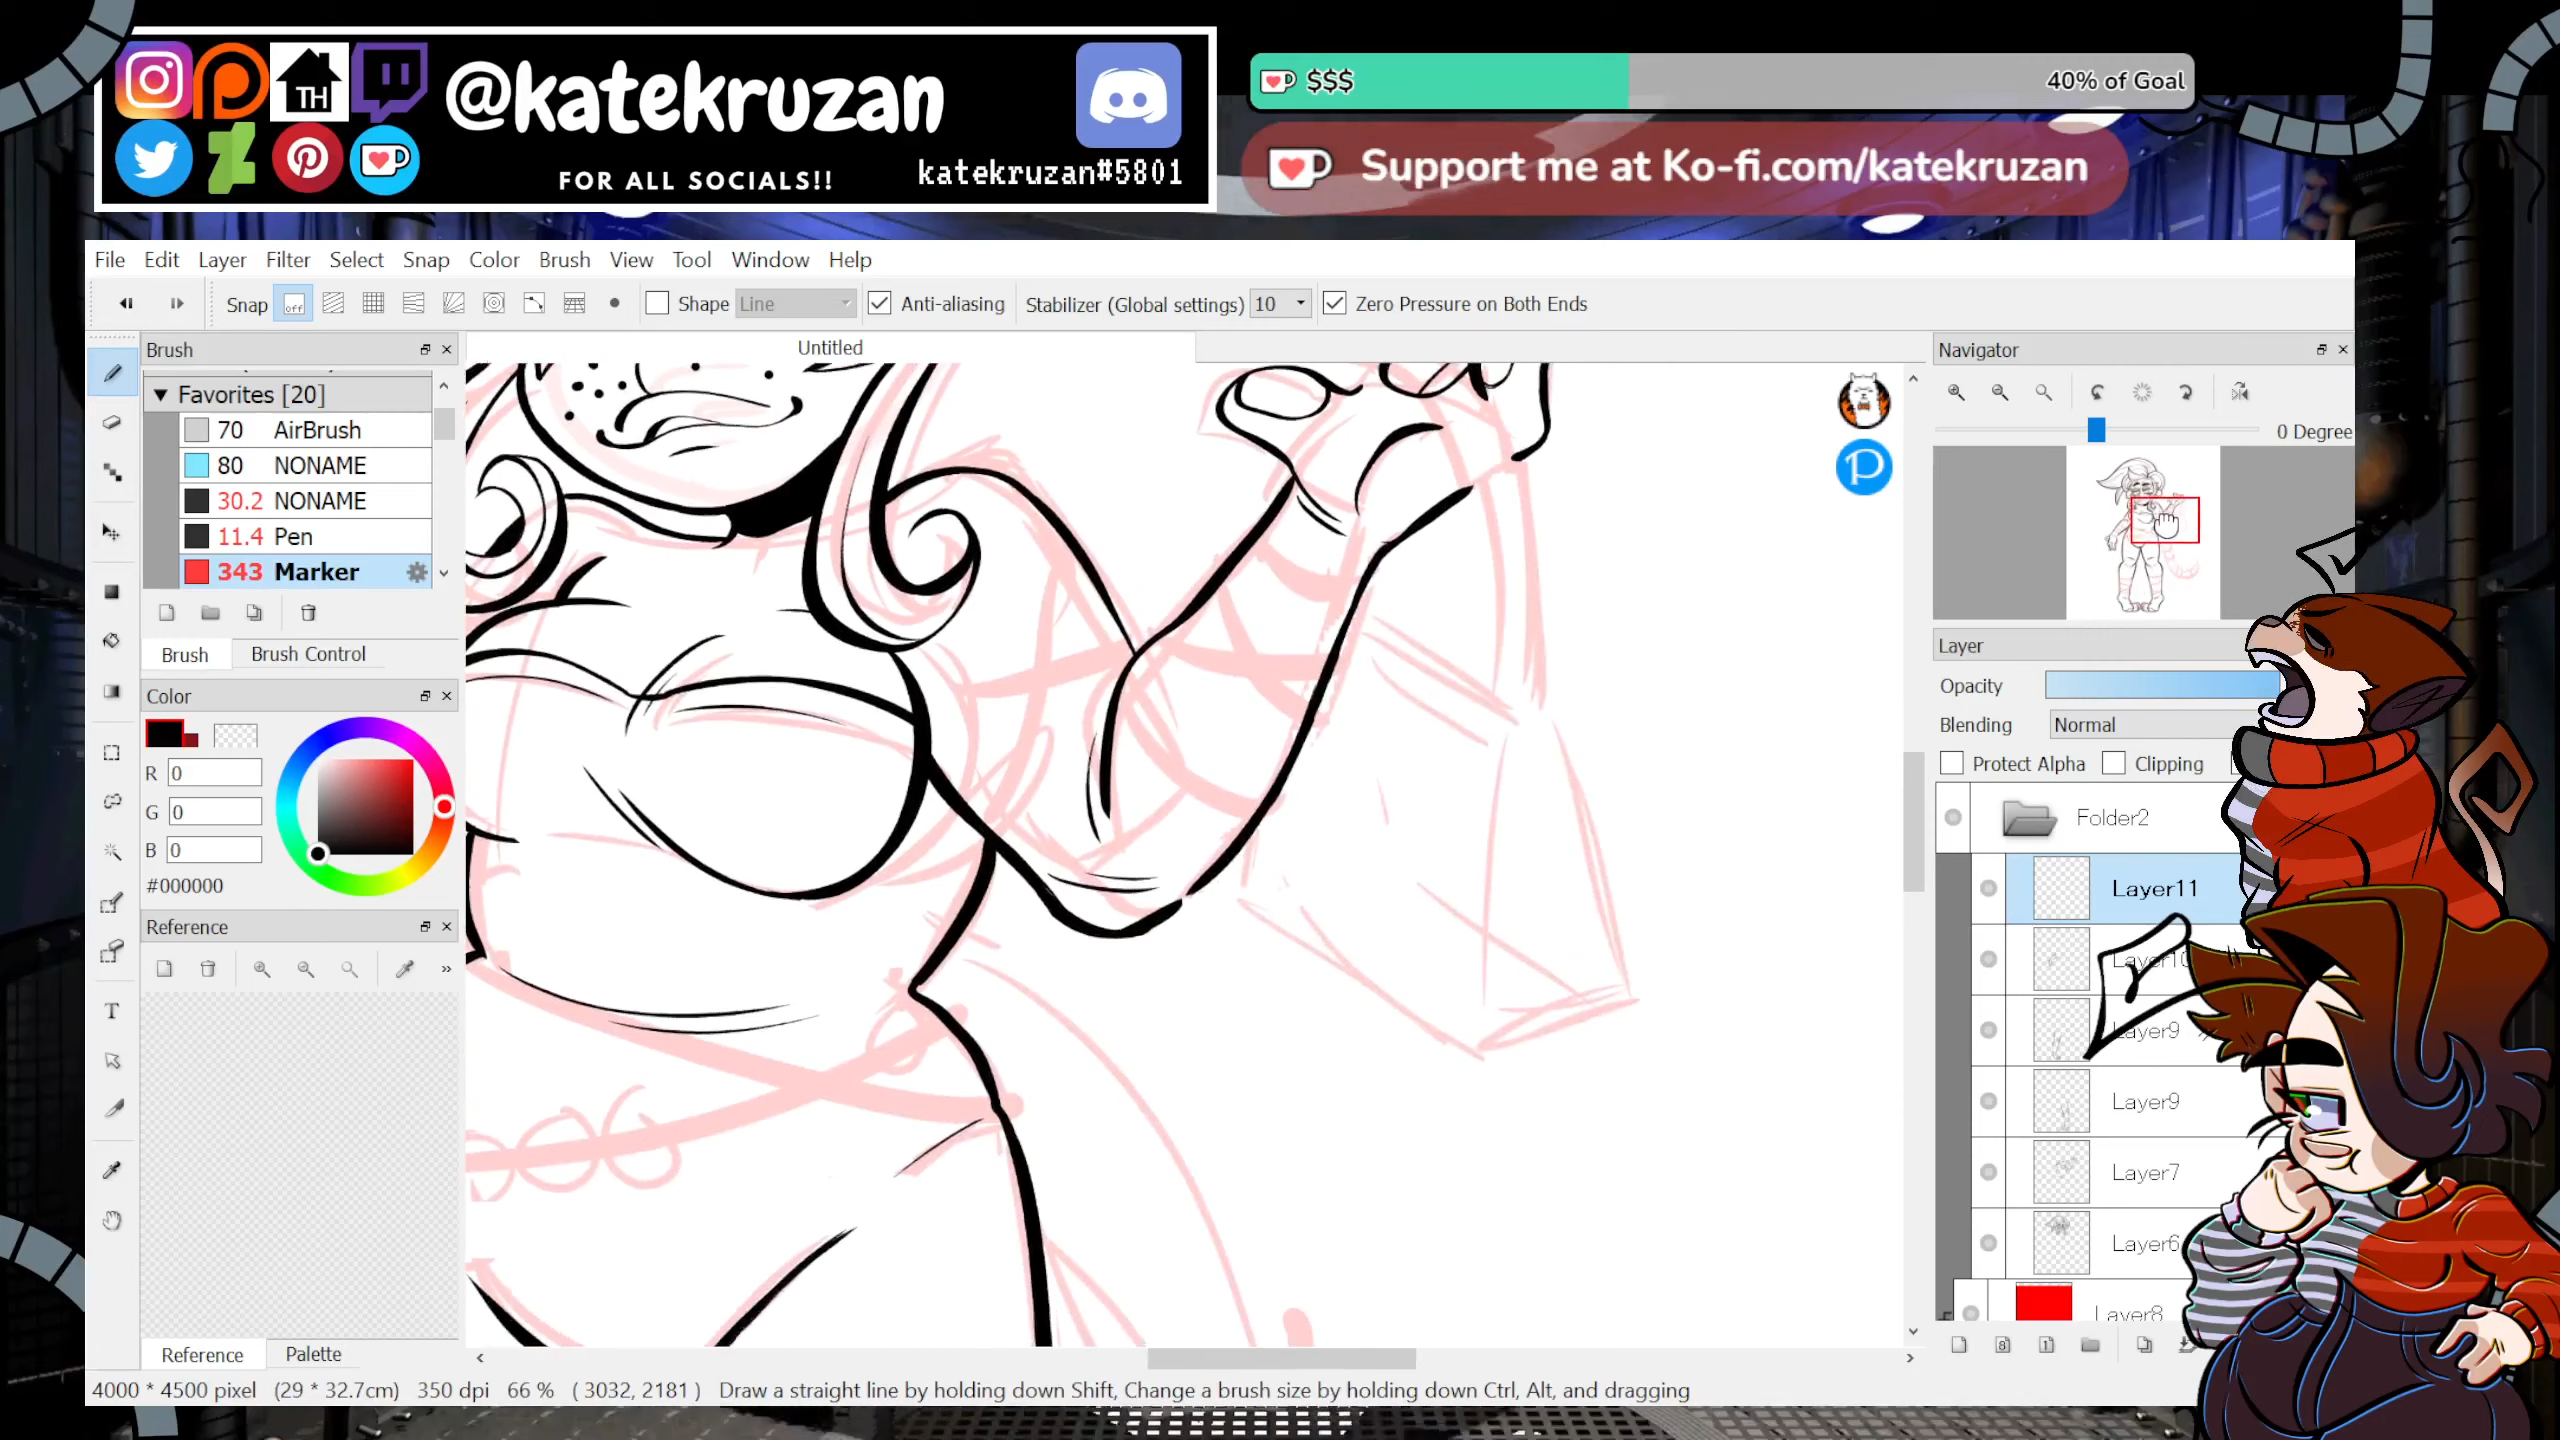 TH
@katekruzan
FOR ALL SOCIALS!!
katekruzan#5801
$$$
40% of Goal
Support me at Ko-fi.com/katekruzan
File Edit Layer Filter Select Snap Color Brush View Tool Window Help
Snap off Shape Line Anti-aliasing Stabilizer (Global settings) 10 Zero Pressure on Both Ends
Brush
Favorites [20]
70 AirBrush
80 NONAME
30.2 NONAME
11.4 Pen
343 Marker
Brush Brush Control
Color
R 0
G 0
B 0
#000000
Reference
Reference Palette
Untitled
Navigator
0 Degree
Layer
Opacity
Blending Normal
Protect Alpha Clipping
Folder2
Layer11
Layer10
Layer9
Layer9
Layer7
Layer6
Layer8
4000 * 4500 pixel (29 * 32.7cm) 350 dpi 66 % ( 3032, 2181 ) Draw a straight line by holding down Shift, Change a brush size by holding down Ctrl, Alt, and dragging